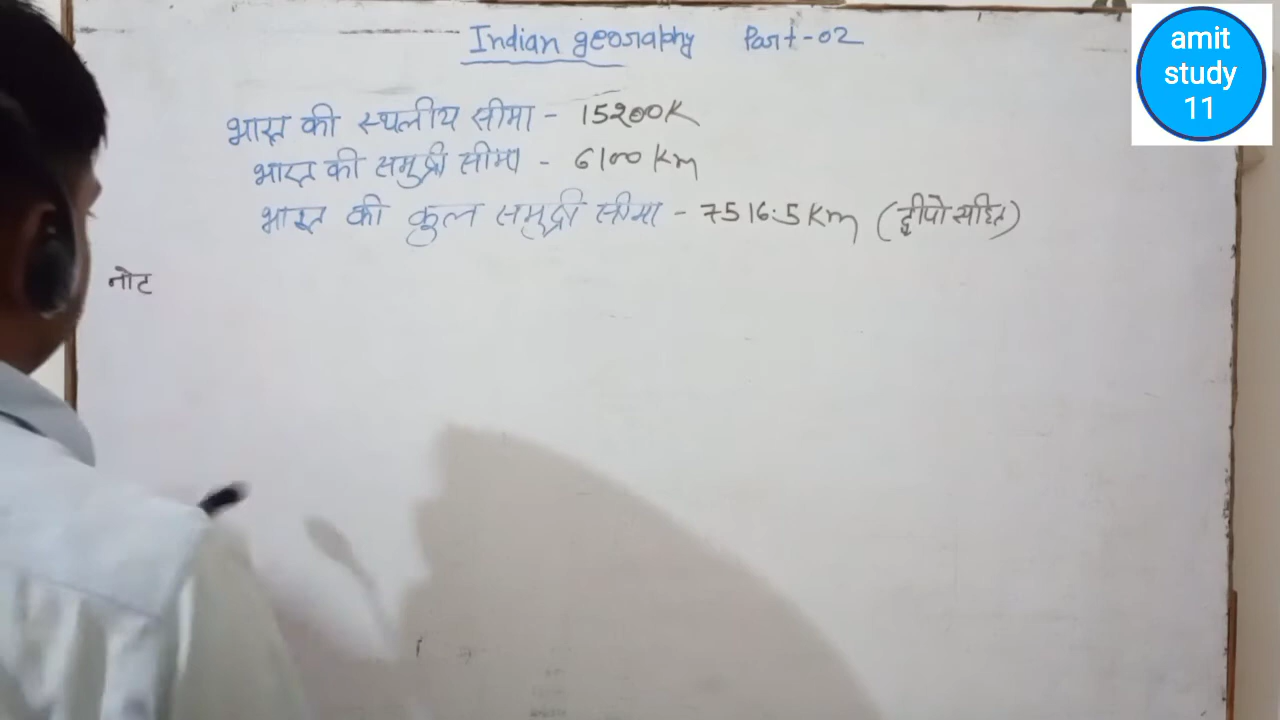 Indian geography Part-02
भारत की स्थलीय सीमा - 15200K
भारत की समुद्री सीमा - 6100 Km
भारत की कुल समुद्री सीमा - 7516.5 Km (द्वीपो सहित)
नोट
amit
study
11